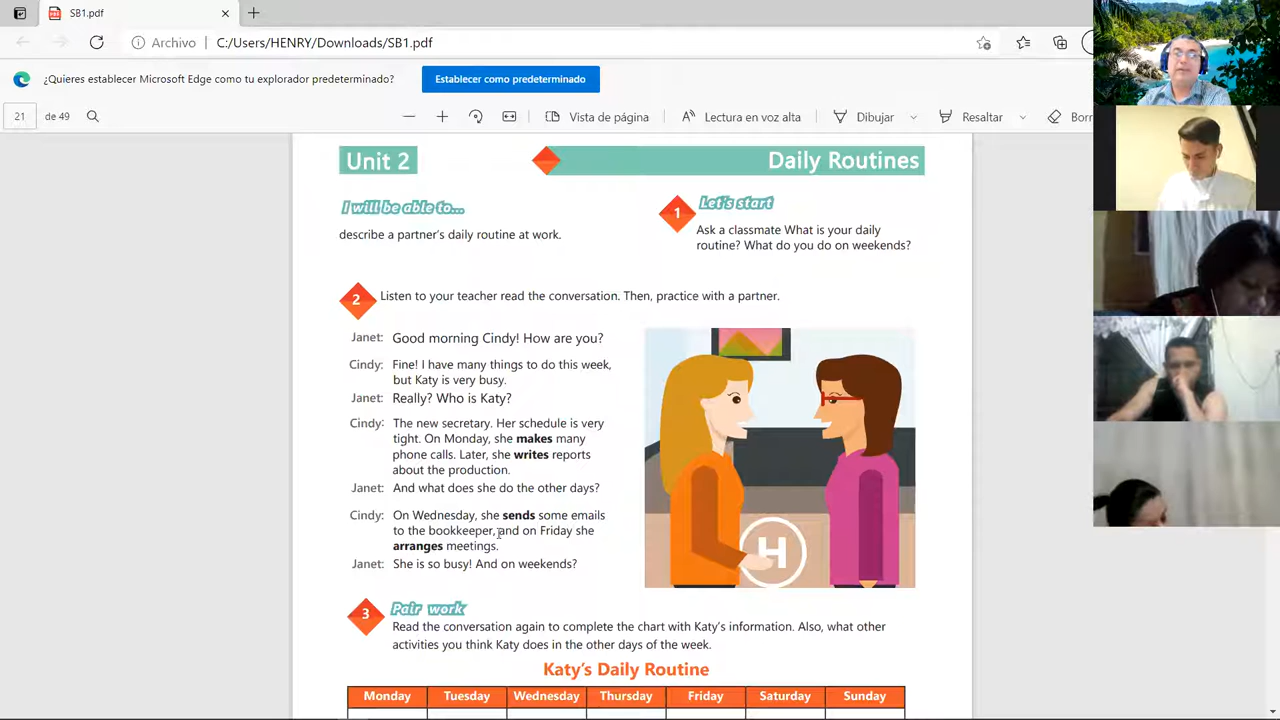 SB1.pdf
Archivo
C:/Users/HENRY/Downloads/SB1.pdf
¿Quieres establecer Microsoft Edge como tu explorador predeterminado?
Establecer como predeterminado
21
de 49
Vista de página
Lectura en voz alta
Dibujar
Resaltar
Borr
Unit 2
Daily Routines
I will be able to...
describe a partner's daily routine at work.
1
Let's start
Ask a classmate What is your daily
routine? What do you do on weekends?
2
Listen to your teacher read the conversation. Then, practice with a partner.
Janet: Good morning Cindy! How are you?
Cindy: Fine! I have many things to do this week,
but Katy is very busy.
Janet: Really? Who is Katy?
Cindy: The new secretary. Her schedule is very
tight. On Monday, she makes many
phone calls. Later, she writes reports
about the production.
Janet: And what does she do the other days?
Cindy: On Wednesday, she sends some emails
to the bookkeeper, and on Friday she
arranges meetings.
Janet: She is so busy! And on weekends?
H
3
Pair work
Read the conversation again to complete the chart with Katy's information. Also, what other
activities you think Katy does in the other days of the week.
Katy's Daily Routine
Monday Tuesday Wednesday Thursday Friday Saturday Sunday